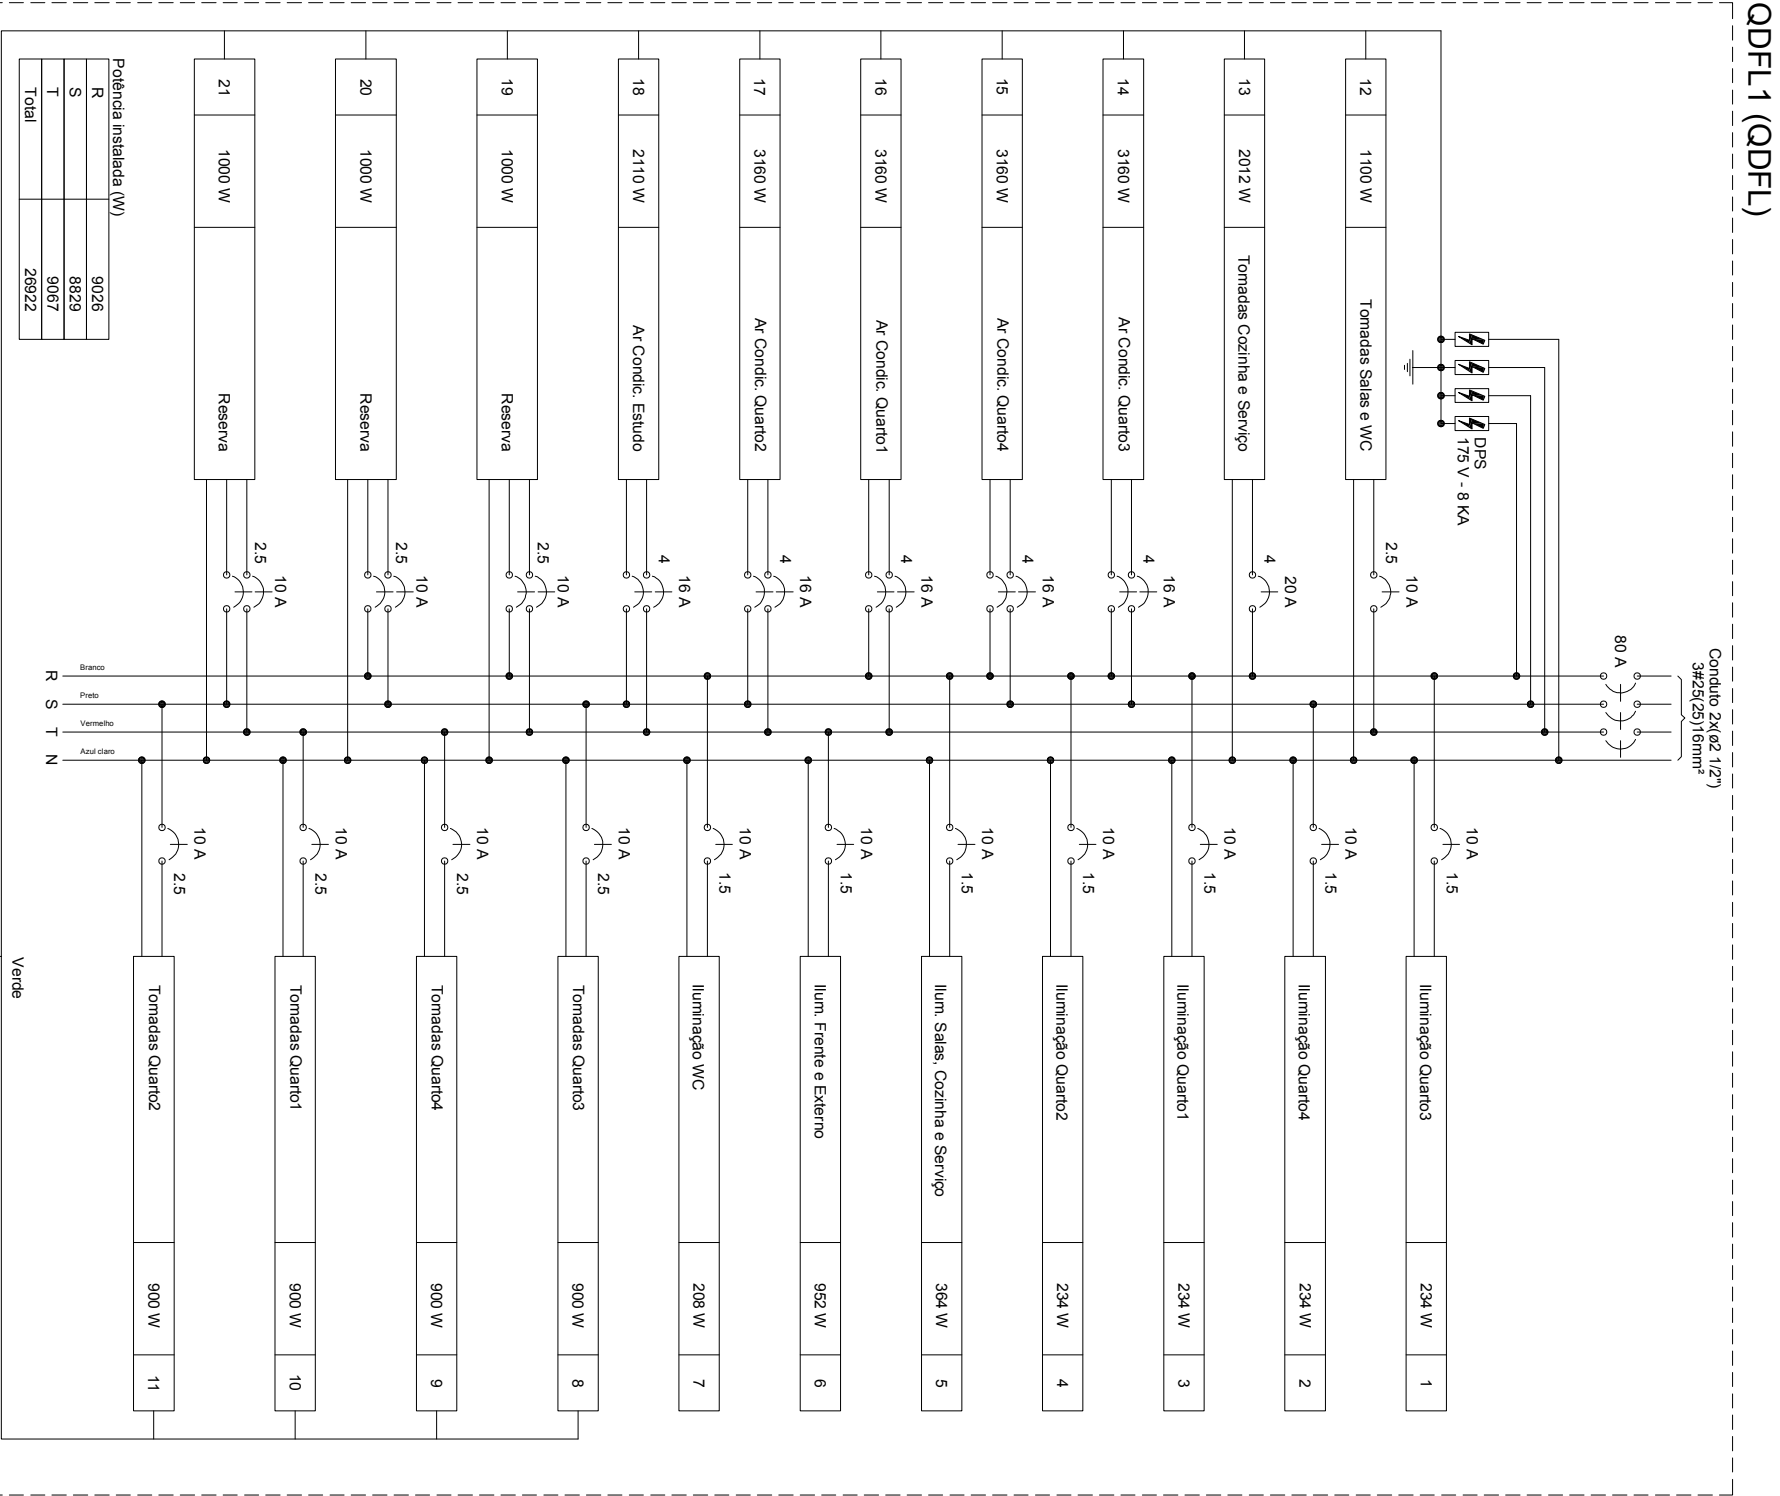 QDFL1 (QDFL)
Conduto 2x(ø2 1/2")
3#25(25)16mm²
80 A
DPS
175 V - 8 KA
12 1100 W Tomadas Salas e WC 2.5 10 A
13 2012 W Tomadas Cozinha e Serviço 4 20 A
14 3160 W Ar Condic. Quarto3 4 16 A
15 3160 W Ar Condic. Quarto4 4 16 A
16 3160 W Ar Condic. Quarto1 4 16 A
17 3160 W Ar Condic. Quarto2 4 16 A
18 2110 W Ar Condic. Estudo 4 16 A
19 1000 W Reserva 2.5 10 A
20 1000 W Reserva 2.5 10 A
21 1000 W Reserva 2.5 10 A
10 A 1.5 Iluminação Quarto3 234 W 1
10 A 1.5 Iluminação Quarto4 234 W 2
10 A 1.5 Iluminação Quarto1 234 W 3
10 A 1.5 Iluminação Quarto2 234 W 4
10 A 1.5 Ilum. Salas, Cozinha e Serviço 364 W 5
10 A 1.5 Ilum. Frente e Externo 952 W 6
10 A 1.5 Iluminação WC 208 W 7
10 A 2.5 Tomadas Quarto3 900 W 8
10 A 2.5 Tomadas Quarto4 900 W 9
10 A 2.5 Tomadas Quarto1 900 W 10
10 A 2.5 Tomadas Quarto2 900 W 11
Branco
Preto
Vermelho
Azul claro
R
S
T
N
Potência instalada (W)
R 9026
S 8829
T 9067
Total 26922
Verde